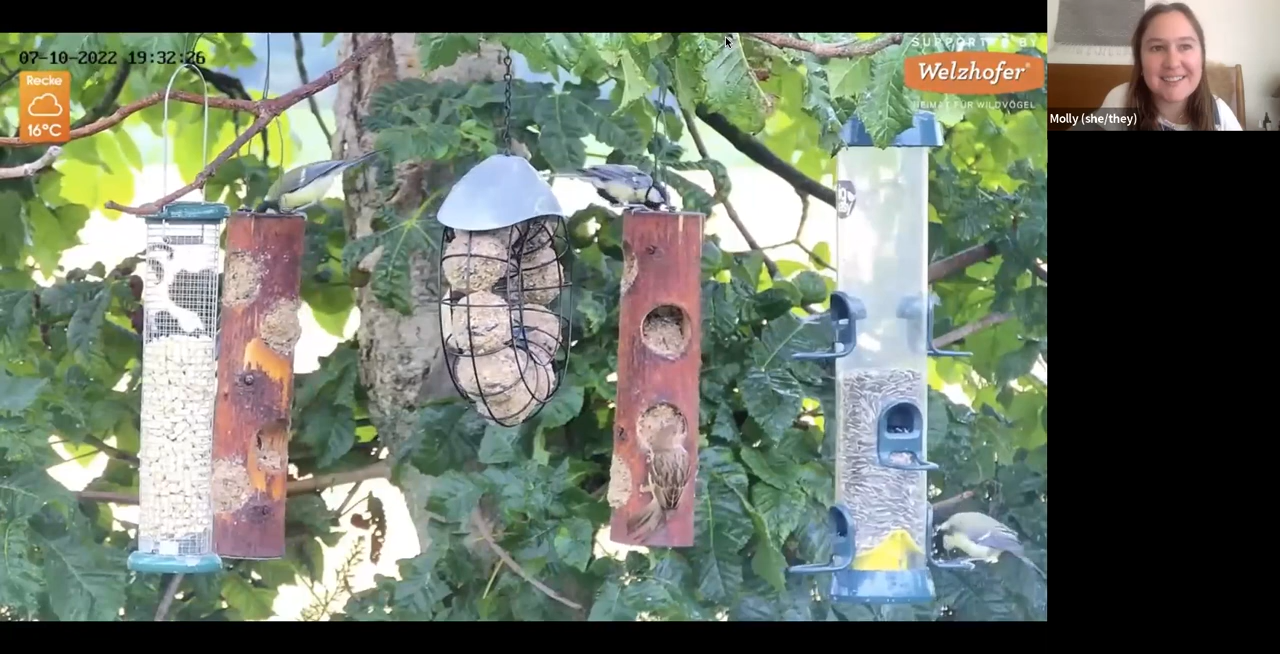 07-10-2022 19:32:26
Recke
16°C
SUPPORTED BY
Welzhofer®
HEIMAT FÜR WILDVÖGEL
Molly (she/they)